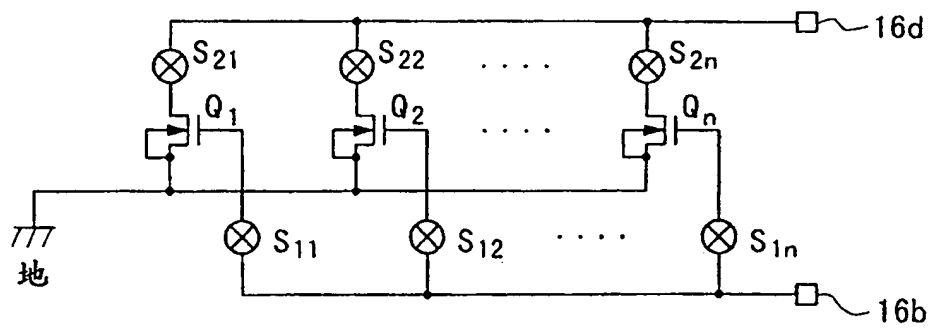 16d
S21 S22 . . . . S2n
Q1 Q2 . . . . Qn
S11 S12 . . . . S1n
地
16b